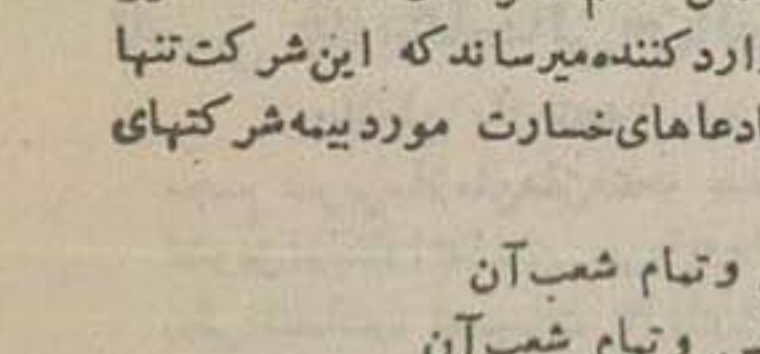 وارد کننده میرساند که این شرکت تنها
ادعاهای خسارت مورد بیمه شرکتهای
و تمام شعب آن
و تمام شعب آن